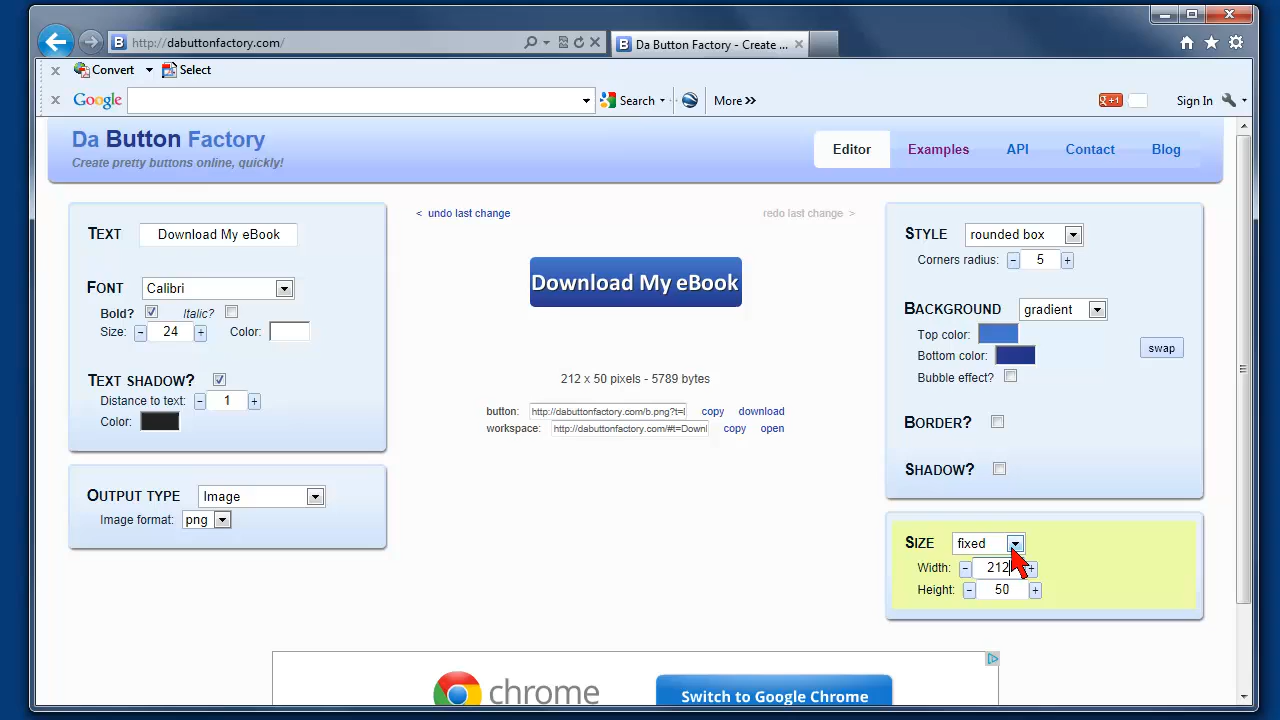 http://dabuttonfactory.com/
Da Button Factory - Create ...
Convert
Select
Google
Search
More »
g +1
Sign In
Da Button Factory
Create pretty buttons online, quickly!
Editor
Examples
API
Contact
Blog
< undo last change
redo last change >
TEXT
Download My eBook
FONT
Calibri
Bold?
Italic?
Size:
24
Color:
TEXT SHADOW?
Distance to text:
1
Color:
OUTPUT TYPE
Image
Image format:
png
Download My eBook
212 x 50 pixels - 5789 bytes
button:
http://dabuttonfactory.com/b.png?t=
copy
download
workspace:
http://dabuttonfactory.com/#t=Down
copy
open
STYLE
rounded box
Corners radius:
5
BACKGROUND
gradient
Top color:
Bottom color:
swap
Bubble effect?
BORDER?
SHADOW?
SIZE
fixed
Width:
212
Height:
50
chrome
Switch to Google Chrome